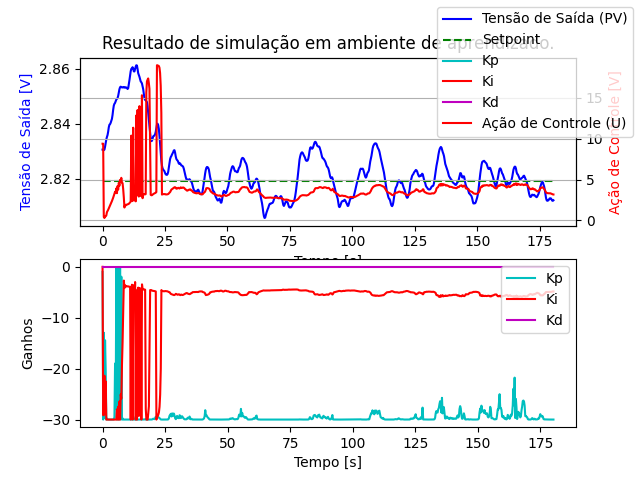 Resultado de simulação em ambiente de aprendizado.
Tensão de Saída (PV)
Setpoint
Kp
Ki
Kd
Ação de Controle (U)
Tensão de Saída [V]
2.86
2.84
2.82
15
10
5
0
Ação de Controle [V]
0 25 50 75 100 125 150 175
Tempo [s]
Ganhos
0
−10
−20
−30
Kp
Ki
Kd
0 25 50 75 100 125 150 175
Tempo [s]